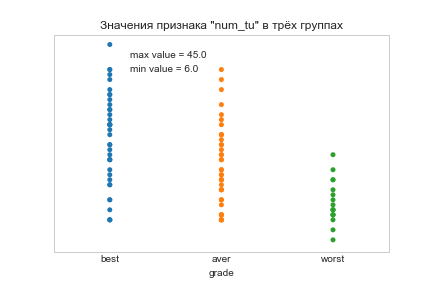 Значения признака "num_tu" в трёх группах
max value = 45.0
min value = 6.0
best aver worst
grade